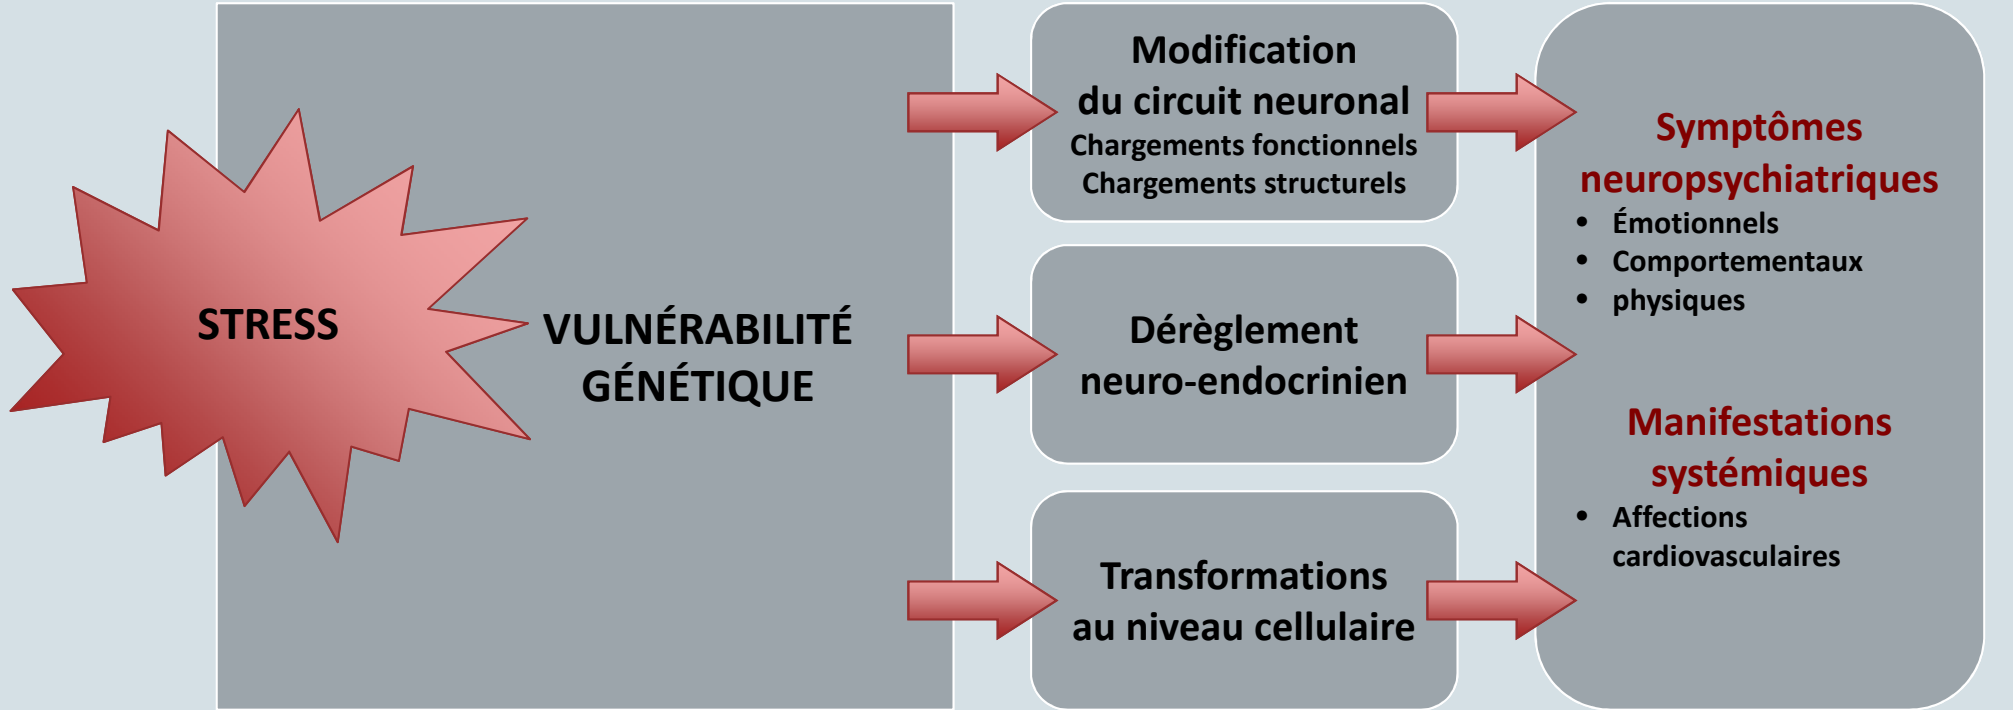 STRESS
VULNÉRABILITÉ
GÉNÉTIQUE
Modification
du circuit neuronal
Chargements fonctionnels
Chargements structurels
Dérèglement
neuro-endocrinien
Transformations
au niveau cellulaire
Symptômes
neuropsychiatriques
• Émotionnels
• Comportementaux
• physiques
Manifestations
systémiques
• Affections
cardiovasculaires